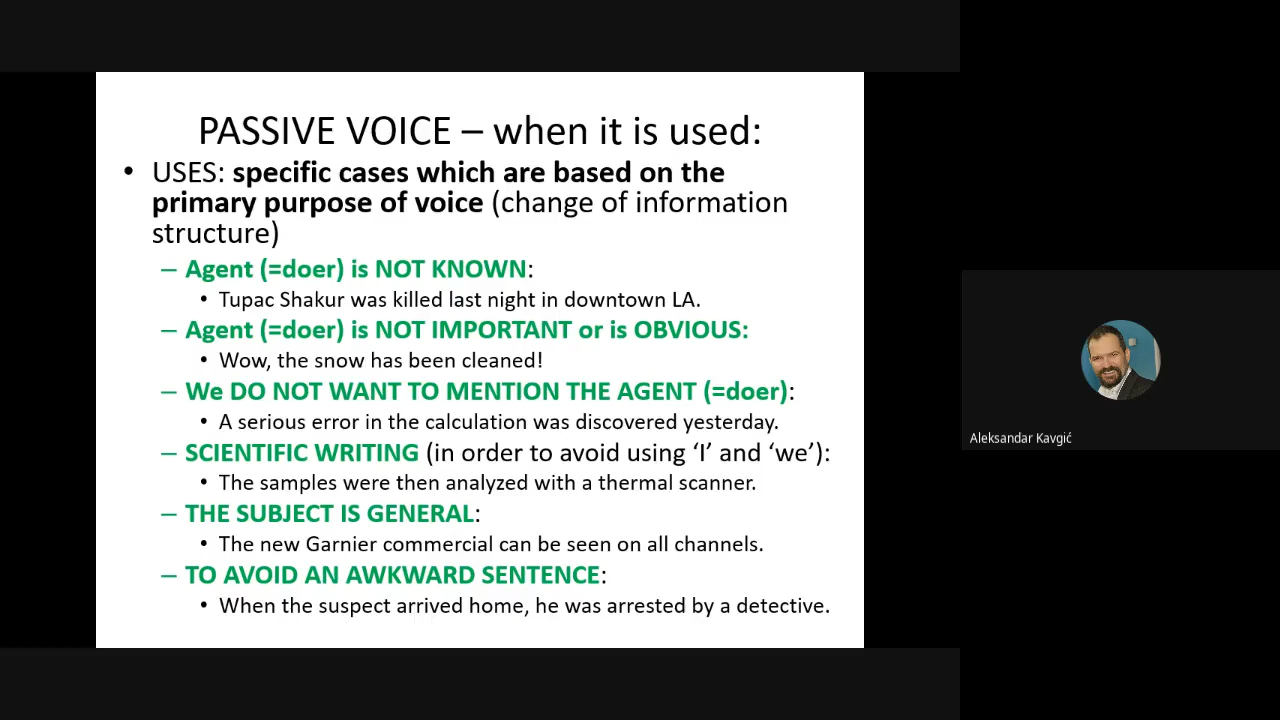 PASSIVE VOICE – when it is used:
• USES: specific cases which are based on the
primary purpose of voice (change of information
structure)
– Agent (=doer) is NOT KNOWN:
• Tupac Shakur was killed last night in downtown LA.
– Agent (=doer) is NOT IMPORTANT or is OBVIOUS:
• Wow, the snow has been cleaned!
– We DO NOT WANT TO MENTION THE AGENT (=doer):
• A serious error in the calculation was discovered yesterday.
– SCIENTIFIC WRITING (in order to avoid using ‘I’ and ‘we’):
• The samples were then analyzed with a thermal scanner.
– THE SUBJECT IS GENERAL:
• The new Garnier commercial can be seen on all channels.
– TO AVOID AN AWKWARD SENTENCE:
• When the suspect arrived home, he was arrested by a detective.
Aleksandar Kavgić